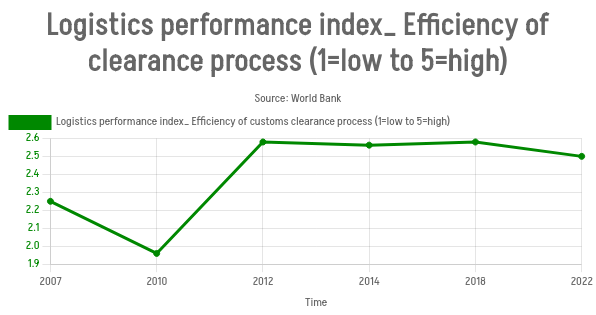 Logistics performance index_ Efficiency of customs
clearance process (1=low to 5=high)
Source: World Bank
Logistics performance index_ Efficiency of customs clearance process (1=low to 5=high)
2.6
2.5
2.4
2.3
2.2
2.1
2.0
1.9
2007 2010 2012 2014 2018 2022
Time